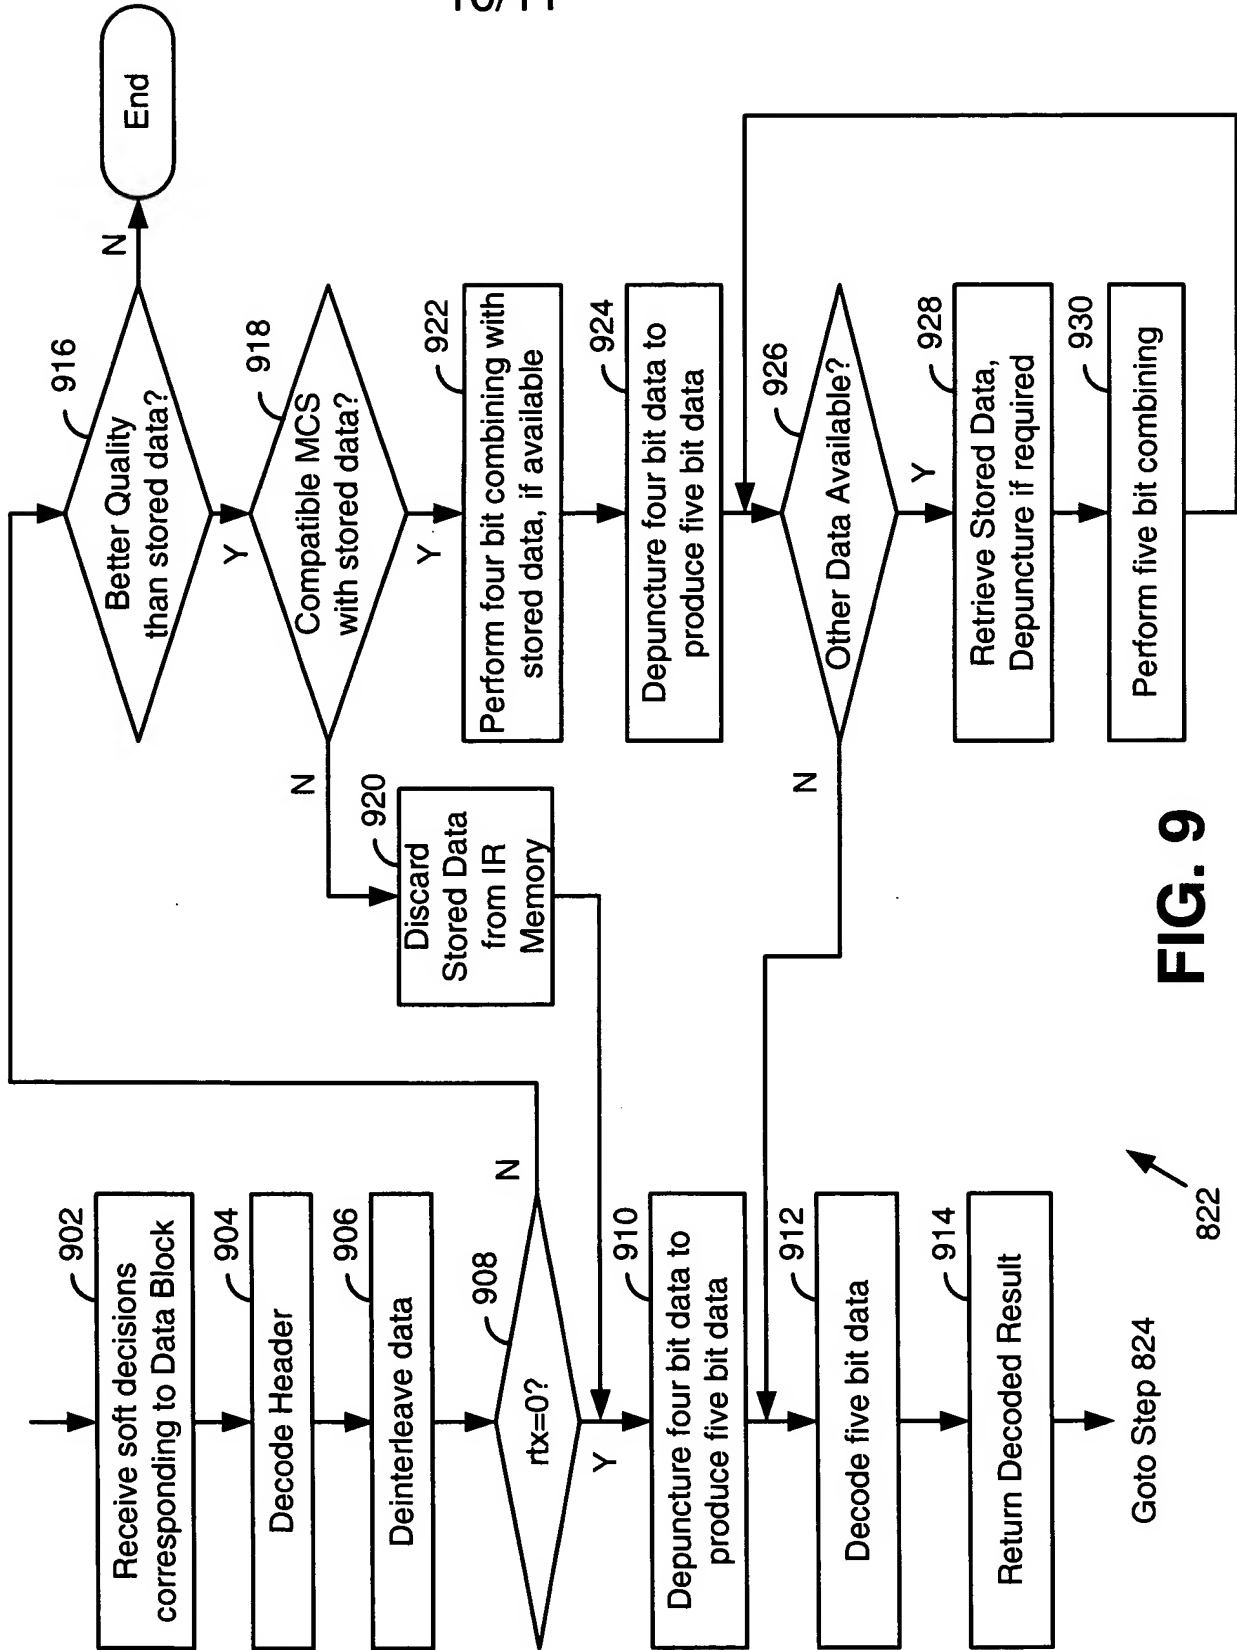 902
Receive soft decisions
corresponding to Data Block
904
Decode Header
906
Deinterleave data
908
rtx=0?
N
Y
910
Depuncture four bit data to
produce five bit data
912
Decode five bit data
914
Return Decoded Result
Goto Step 824
822
916
Better Quality
than stored data?
N
End
Y
918
Compatible MCS
with stored data?
N
920
Discard
Stored Data
from IR
Memory
Y
922
Perform four bit combining with
stored data, if available
924
Depuncture four bit data to
produce five bit data
926
Other Data Available?
N
Y
928
Retrieve Stored Data,
Depuncture if required
930
Perform five bit combining
FIG. 9